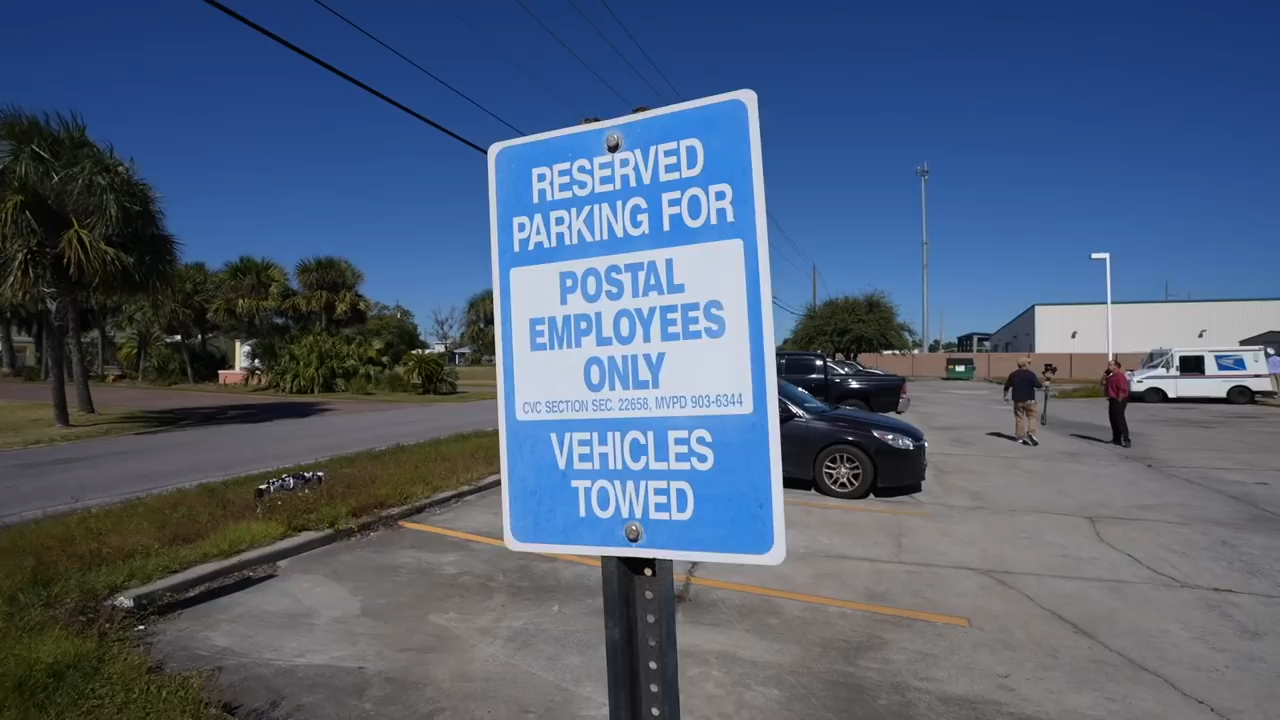 RESERVED
PARKING FOR
POSTAL
EMPLOYEES
ONLY
CVC SECTION SEC. 22658, MVPD 903-6344
VEHICLES
TOWED